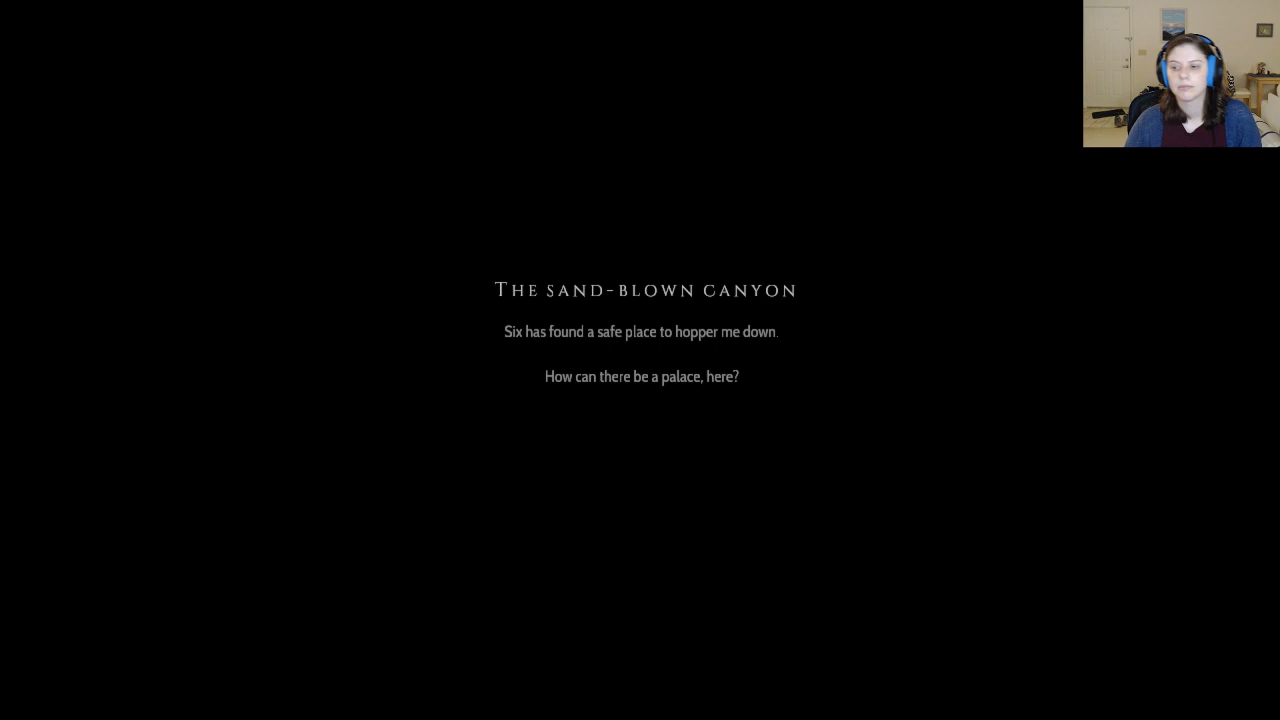 The sand-blown canyon
Six has found a safe place to hopper me down.
How can there be a palace, here?